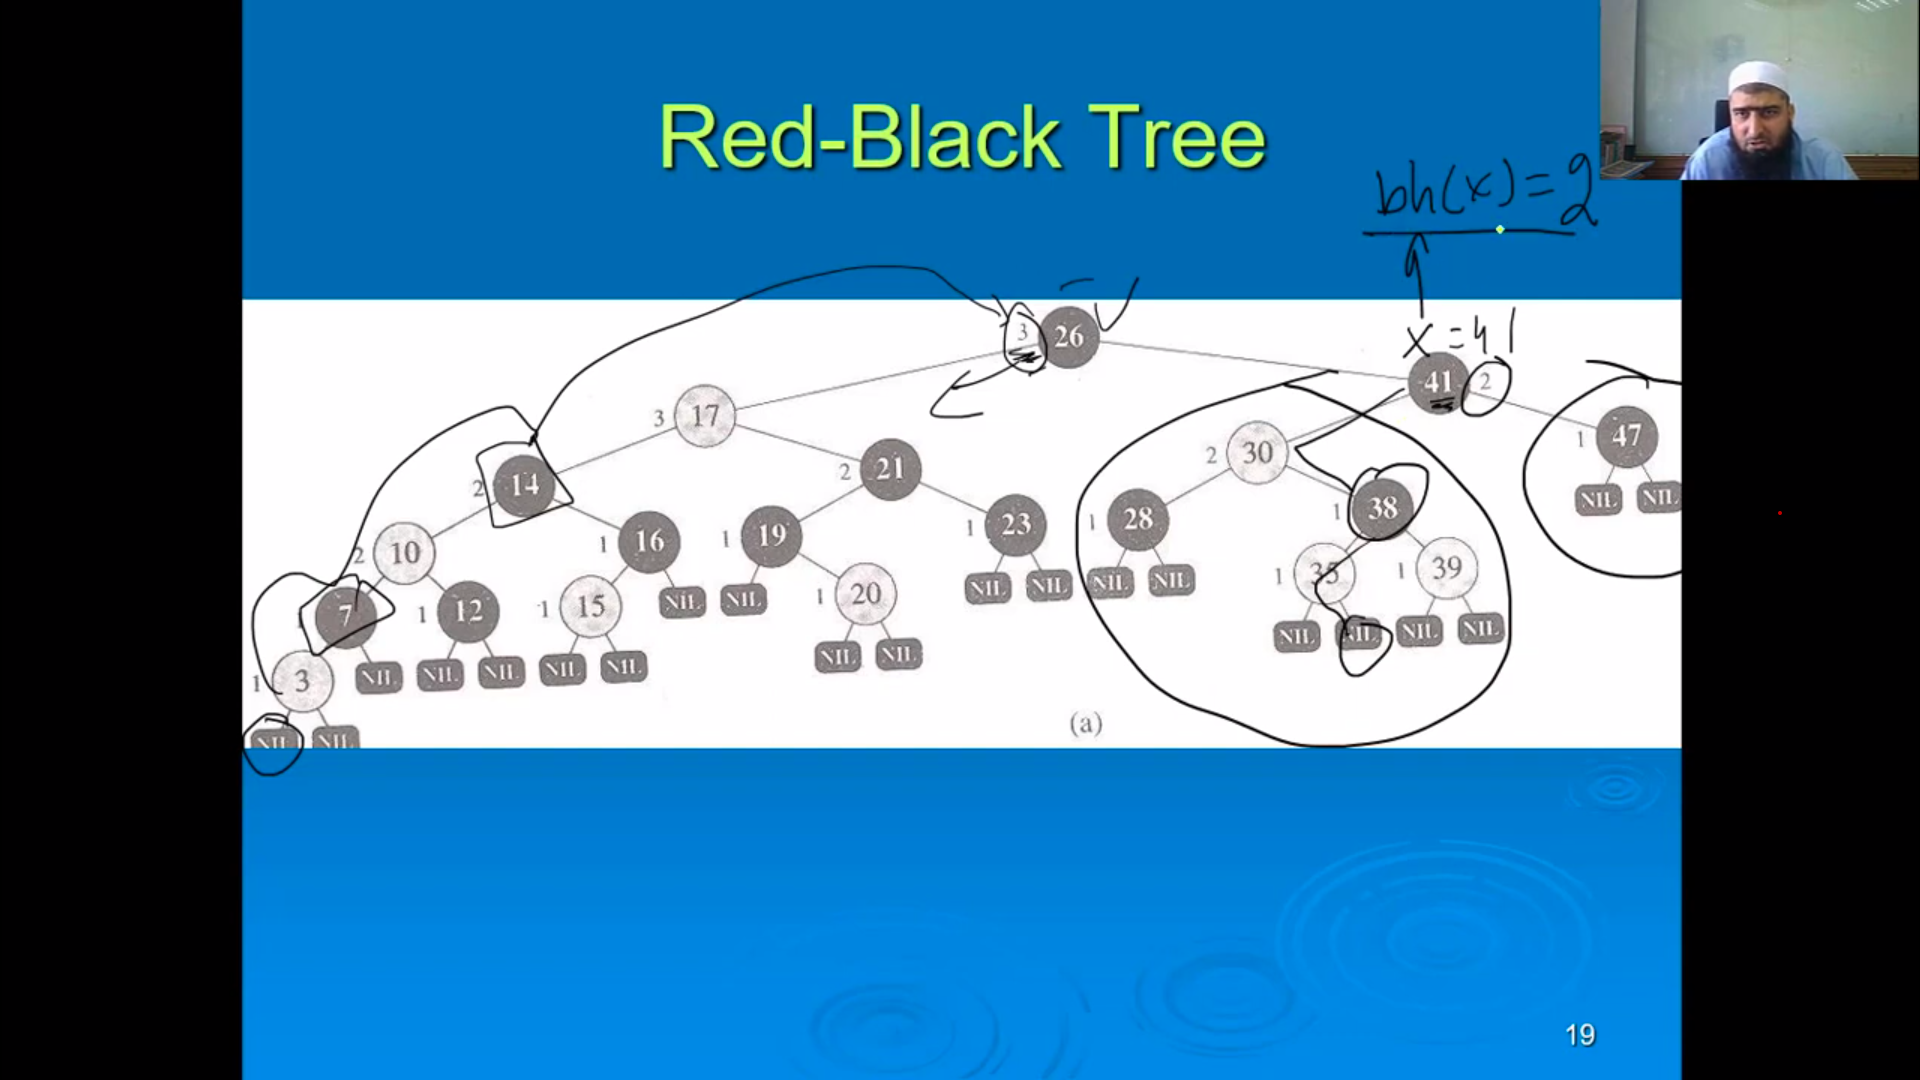 Red-Black Tree
bh(x)=2
x=41
3 26
41 2
3 17
1 47
2 30
2 14
2 21
NIL NIL
1 38
1 28
1 23
1 19
1 16
2 10
1 35
1 39
NIL NIL
NIL NIL
1 20
NIL NIL
1 7
1 12
1 15
NIL NIL NIL NIL
NIL NIL
NIL NIL NIL NIL NIL
1 3
NIL NIL
(a)
19